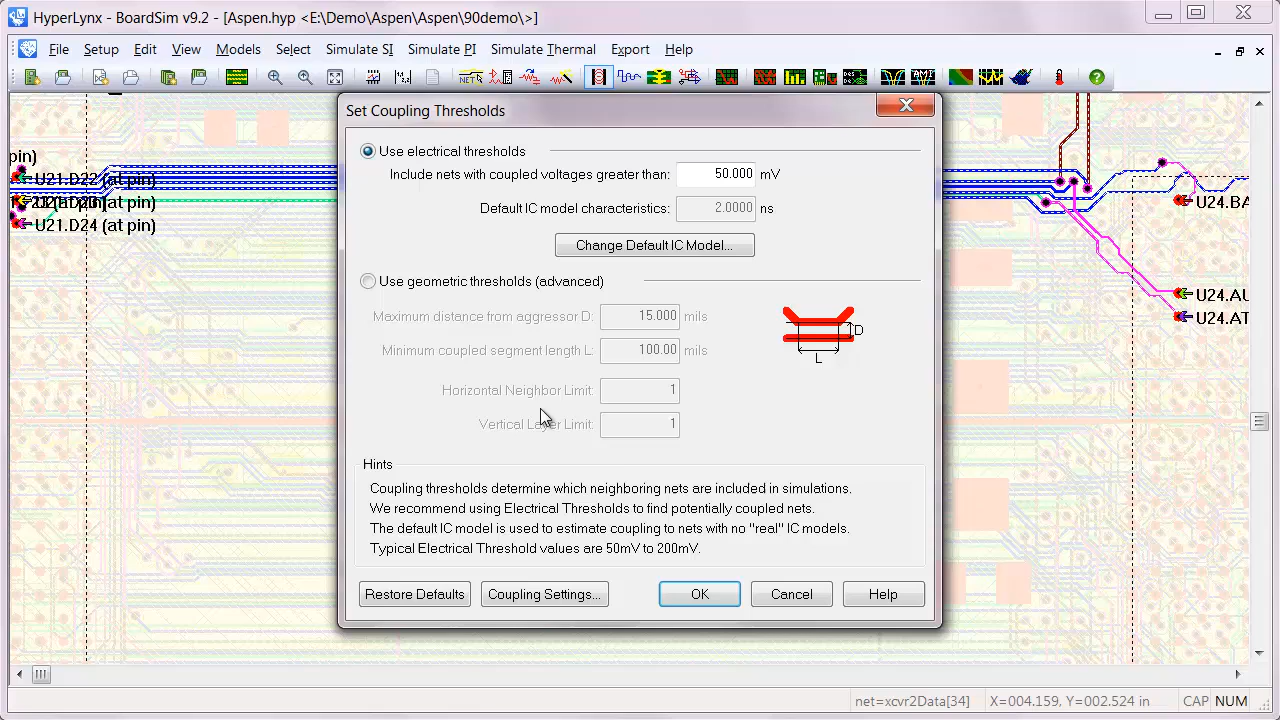 HyperLynx - BoardSim v9.2 - [Aspen.hyp <E:\Demo\Aspen\Aspen\90demo\>]
File Setup Edit View Models Select Simulate SI Simulate PI Simulate Thermal Export Help
Set Coupling Thresholds
Use electrical thresholds
Include nets with coupled voltages greater than: 50.000 mV
Default IC model 2.0000 ns
Change Default IC Model...
Use geometric thresholds (advanced)
Maximum distance from aggressor D: 15.000 mils
Minimum coupled segment length L: 100.00 mils
Horizontal Neighbor Limit: 1
Vertical Layer Limit: 1
D
L
Hints
Coupling thresholds determine which neighboring nets are included in simulations.
We recommend using Electrical Thresholds to find potentially coupled nets.
The default IC model is used to estimate coupling to nets with no "real" IC models.
Typical Electrical Threshold values are 50mV to 200mV.
Restore Defaults Coupling Settings... OK Cancel
pin)
U21.D22 (at pin)
(at pin)
U21.D24 (at pin)
U24.BA
U24.AU
U24.AT
net=xcvr2Data[34] X=004.159, Y=002.524 in CAP NUM